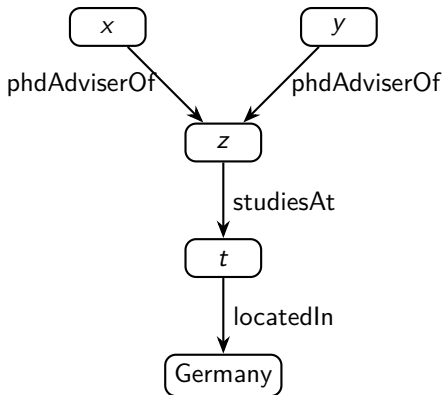 x y
phdAdviserOf phdAdviserOf
z
studiesAt
t
locatedIn
Germany